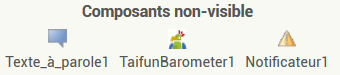 Composants non-visible
Texte_à_parole1 TaifunBarometer1 Notificateur1